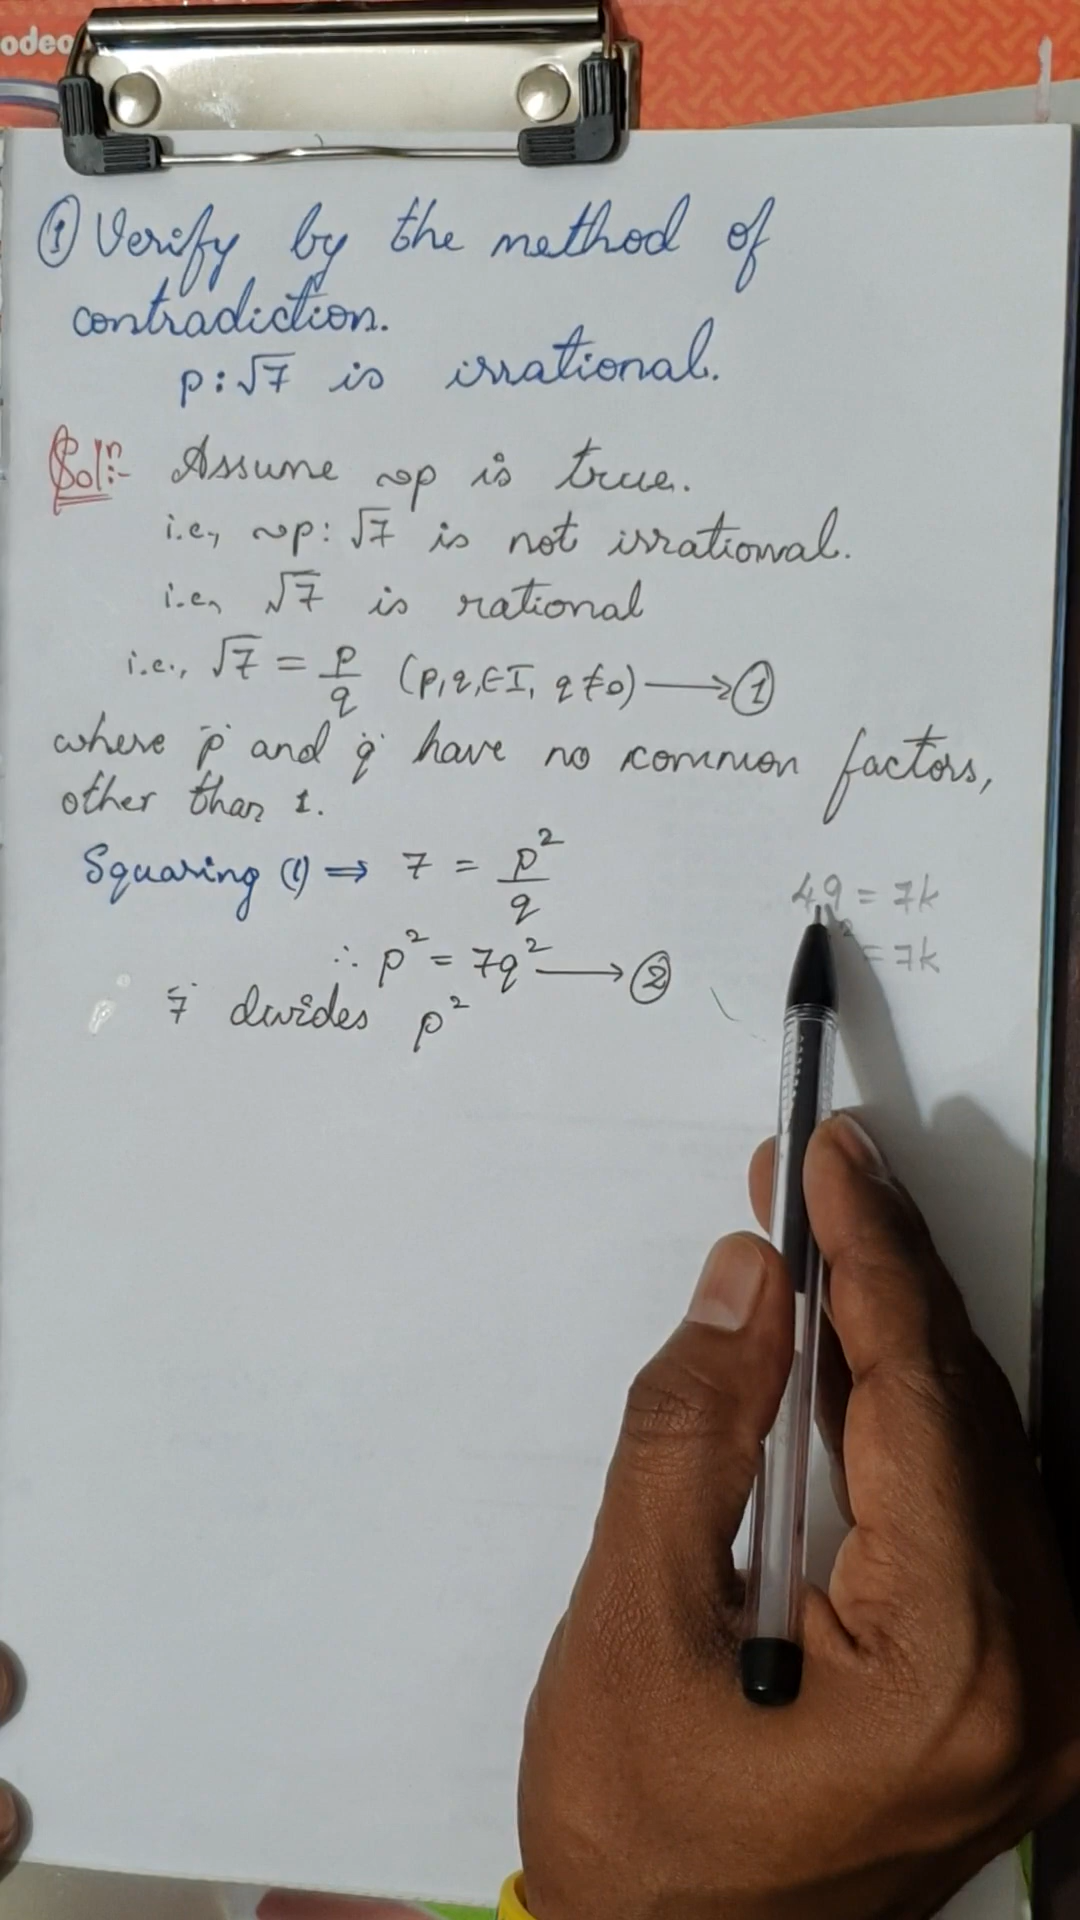 odeo
① Verify by the method of
contradiction.
p : √7 is irrational.
Solⁿ:- Assume ~p is true.
i.e., ~p : √7 is not irrational.
i.e., √7 is rational
i.e., √7 = p/q (p, q, ∈ I, q ≠ 0) ⟶ ①
where 'p' and 'q' have no common factors,
other than 1.
Squaring (1) ⇒ 7 = p²/q
∴ p² = 7q² ⟶ ②
7 divides p²
49 = 7k
² = 7k